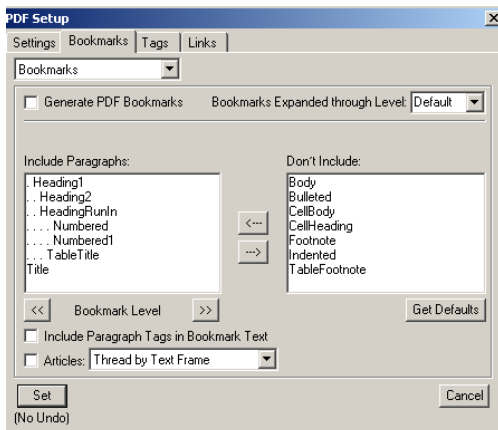 PDF Setup
Settings Bookmarks Tags Links
Bookmarks
Generate PDF Bookmarks Bookmarks Expanded through Level: Default
Include Paragraphs: Don't Include:
. Heading1 Body
. . Heading2 Bulleted
. . HeadingRunIn CellBody
. . . . Numbered CellHeading
. . . . Numbered1 Footnote
. . . TableTitle Indented
Title TableFootnote
<---
--->
<< Bookmark Level >> Get Defaults
Include Paragraph Tags in Bookmark Text
Articles: Thread by Text Frame
Set Cancel
(No Undo)